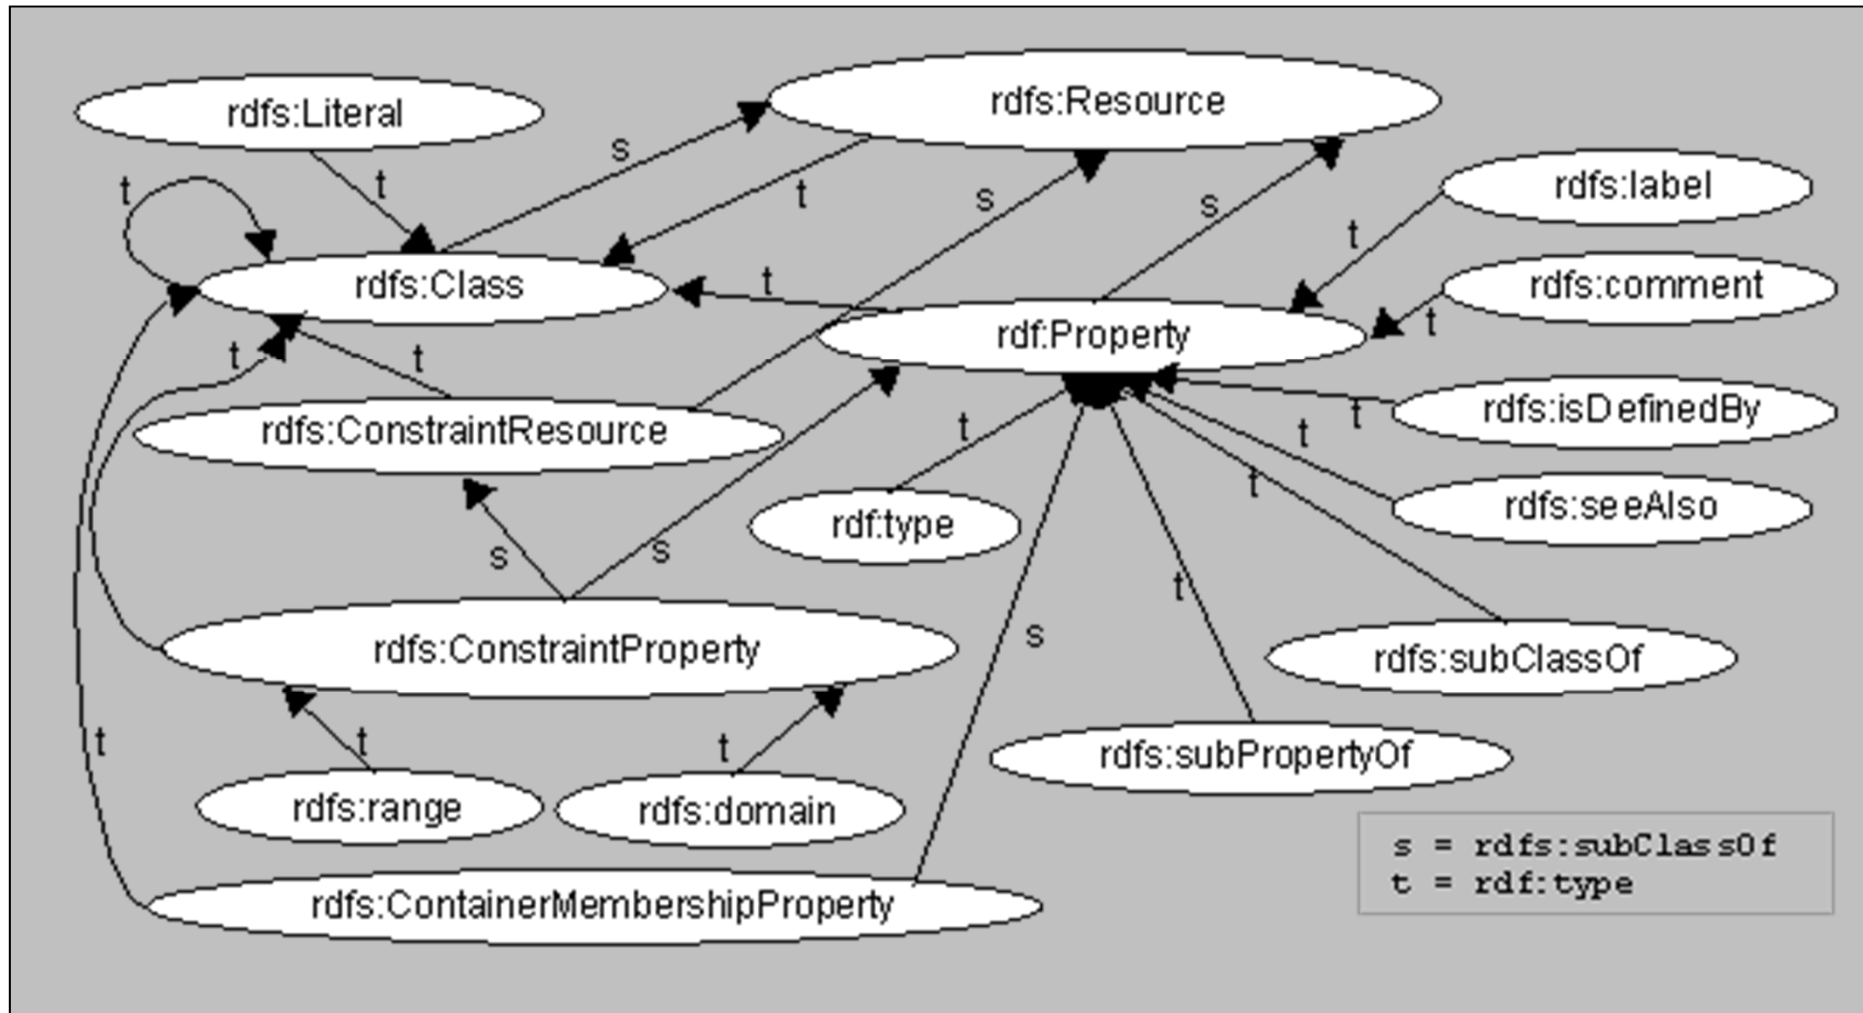 rdfs:Literal
rdfs:Resource
s
t
t
t
s
s
rdfs:label
t
rdfs:Class
t
rdfs:comment
t
rdf:Property
t
t
rdfs:ConstraintResource
t
t
t
rdfs:isDefinedBy
t
rdf:type
rdfs:seeAlso
s
s
t
s
rdfs:ConstraintProperty
rdfs:subClassOf
t
t
t
rdfs:subPropertyOf
rdfs:range
rdfs:domain
s = rdfs:subClassOf
t = rdf:type
rdfs:ContainerMembershipProperty